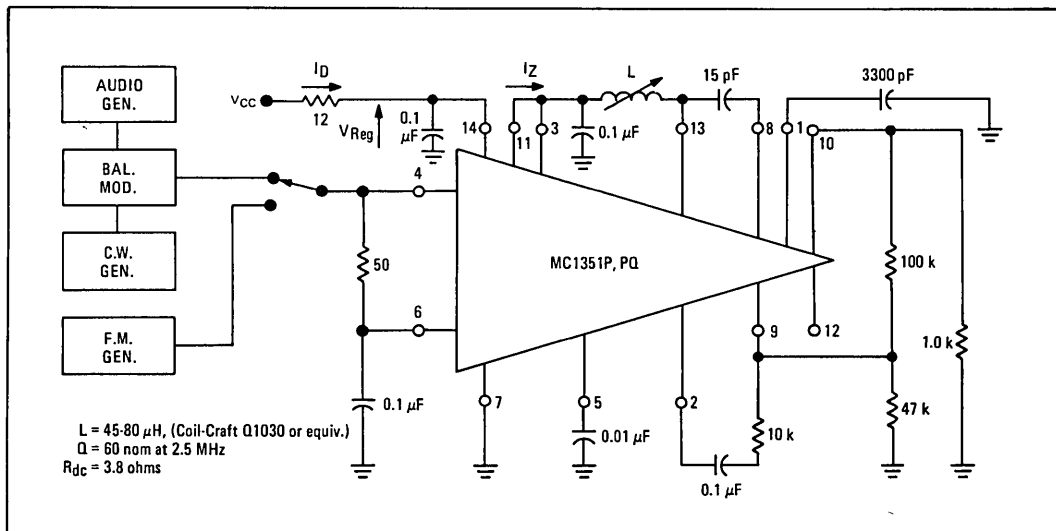 AUDIO
GEN.
BAL.
MOD.
C.W.
GEN.
F.M.
GEN.
VCC
ID
12
VReg
0.1
μF
14
IZ
11
3
0.1 μF
L
13
15 pF
8
1
10
3300 pF
4
50
6
0.1 μF
7
MC1351P, PQ
5
0.01 μF
2
0.1 μF
9
10 k
12
100 k
47 k
1.0 k
L = 45-80 μH, (Coil-Craft Q1030 or equiv.)
Q = 60 nom at 2.5 MHz
Rdc = 3.8 ohms